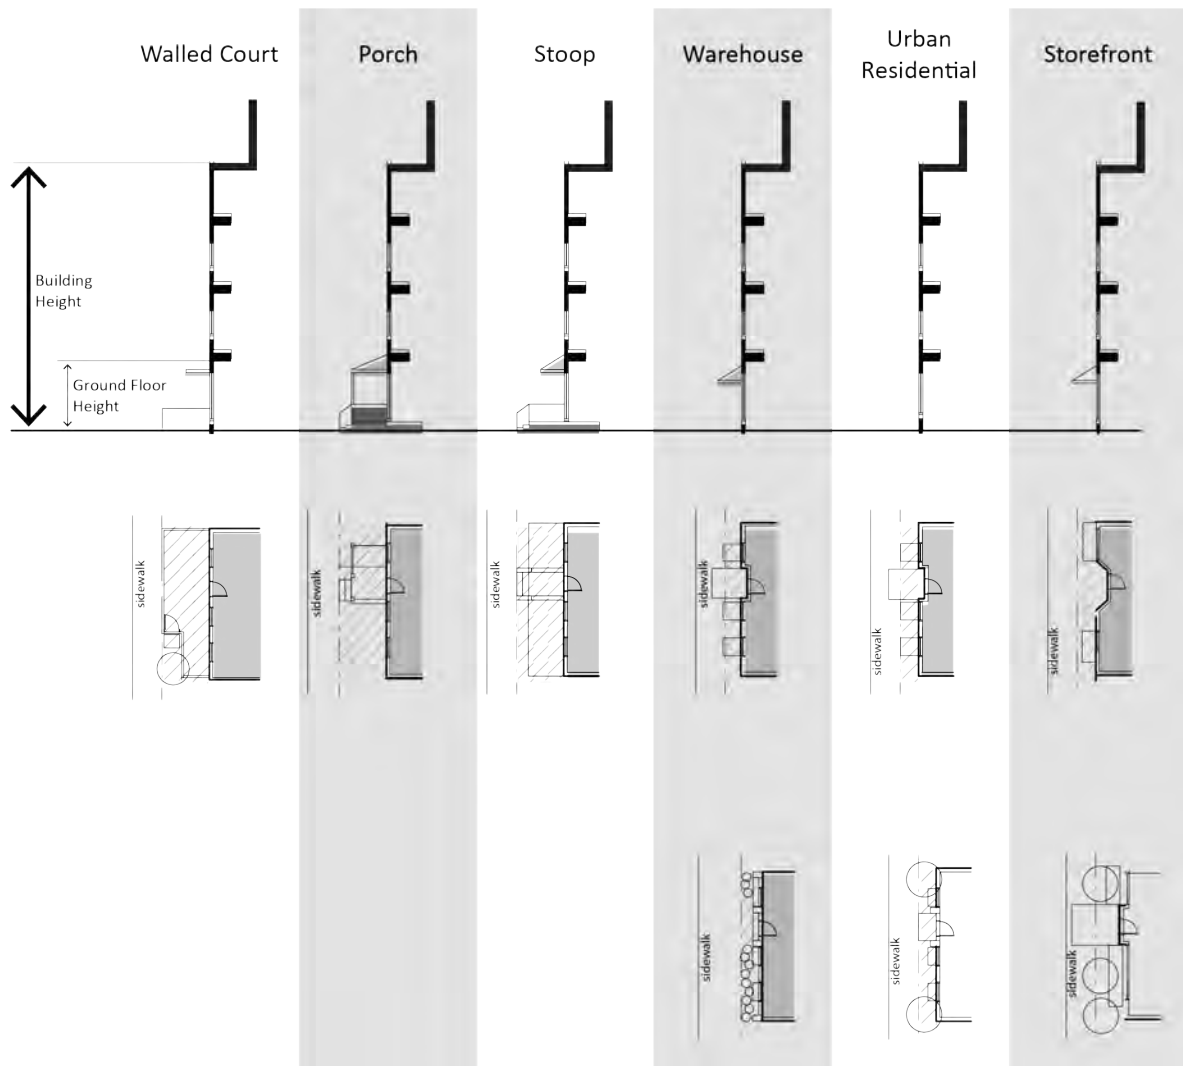 Walled Court
Porch
Stoop
Warehouse
Urban
Residential
Storefront
Building
Height
Ground Floor
Height
sidewalk
sidewalk
sidewalk
sidewalk
sidewalk
sidewalk
sidewalk
sidewalk
sidewalk